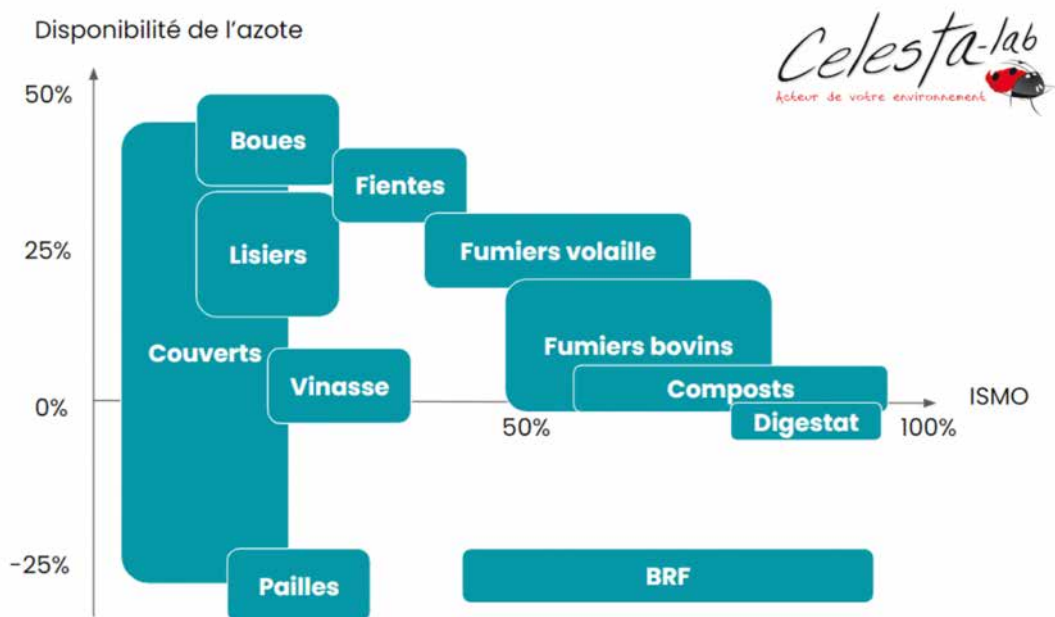 Disponibilité de l'azote
Celesta-lab
Acteur de votre environnement
50%
Boues
Fientes
25%
Lisiers
Fumiers volaille
Couverts
Fumiers bovins
Vinasse
Composts
0%
ISMO
50%
Digestat
100%
-25%
Pailles
BRF